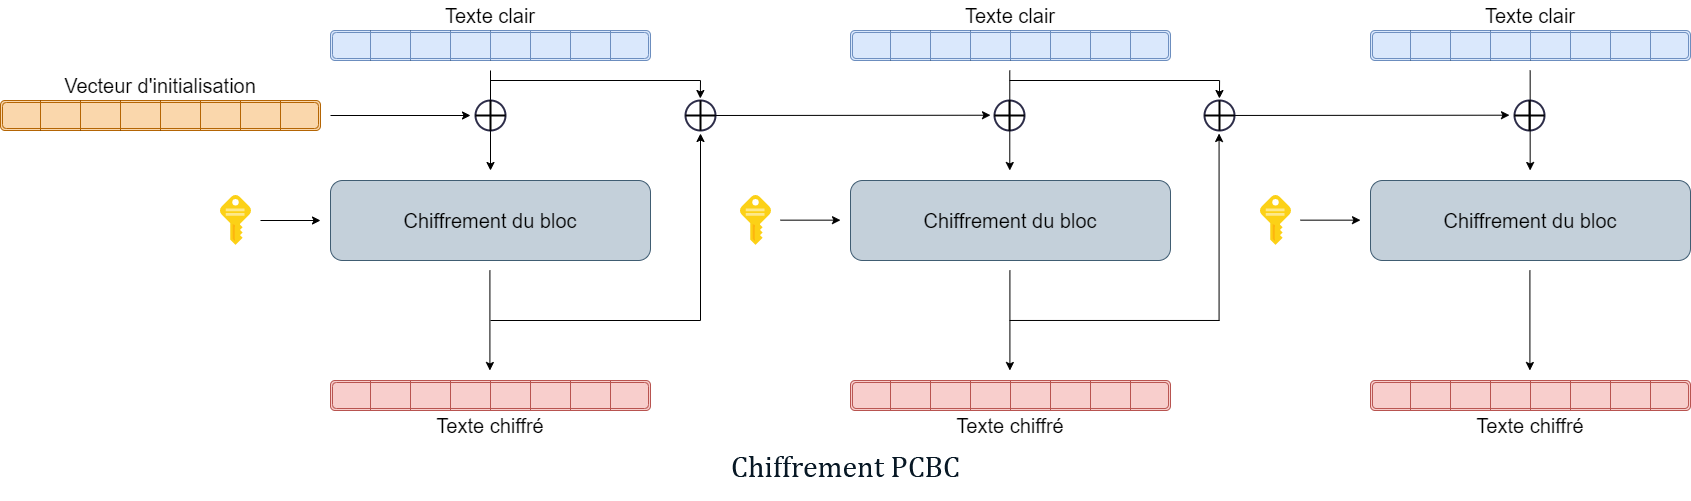 Texte clair
Texte clair
Texte clair
Vecteur d'initialisation
Chiffrement du bloc
Chiffrement du bloc
Chiffrement du bloc
Texte chiffré
Texte chiffré
Texte chiffré
Chiffrement PCBC